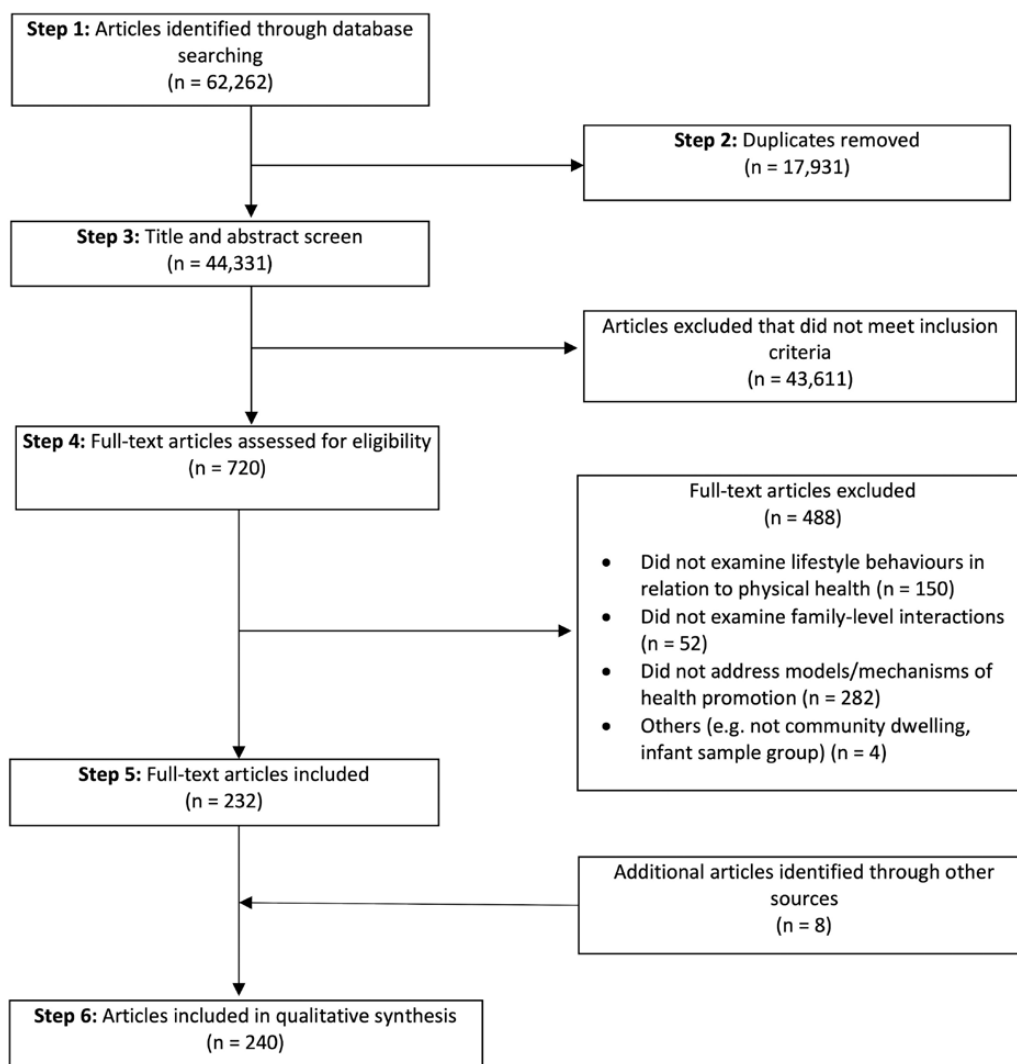 Step 1: Articles identified through database
searching
(n = 62,262)
Step 2: Duplicates removed
(n = 17,931)
Step 3: Title and abstract screen
(n = 44,331)
Articles excluded that did not meet inclusion
criteria
(n = 43,611)
Step 4: Full-text articles assessed for eligibility
(n = 720)
Full-text articles excluded
(n = 488)
• Did not examine lifestyle behaviours in
relation to physical health (n = 150)
• Did not examine family-level interactions
(n = 52)
• Did not address models/mechanisms of
health promotion (n = 282)
• Others (e.g. not community dwelling,
infant sample group) (n = 4)
Step 5: Full-text articles included
(n = 232)
Additional articles identified through other
sources
(n = 8)
Step 6: Articles included in qualitative synthesis
(n = 240)